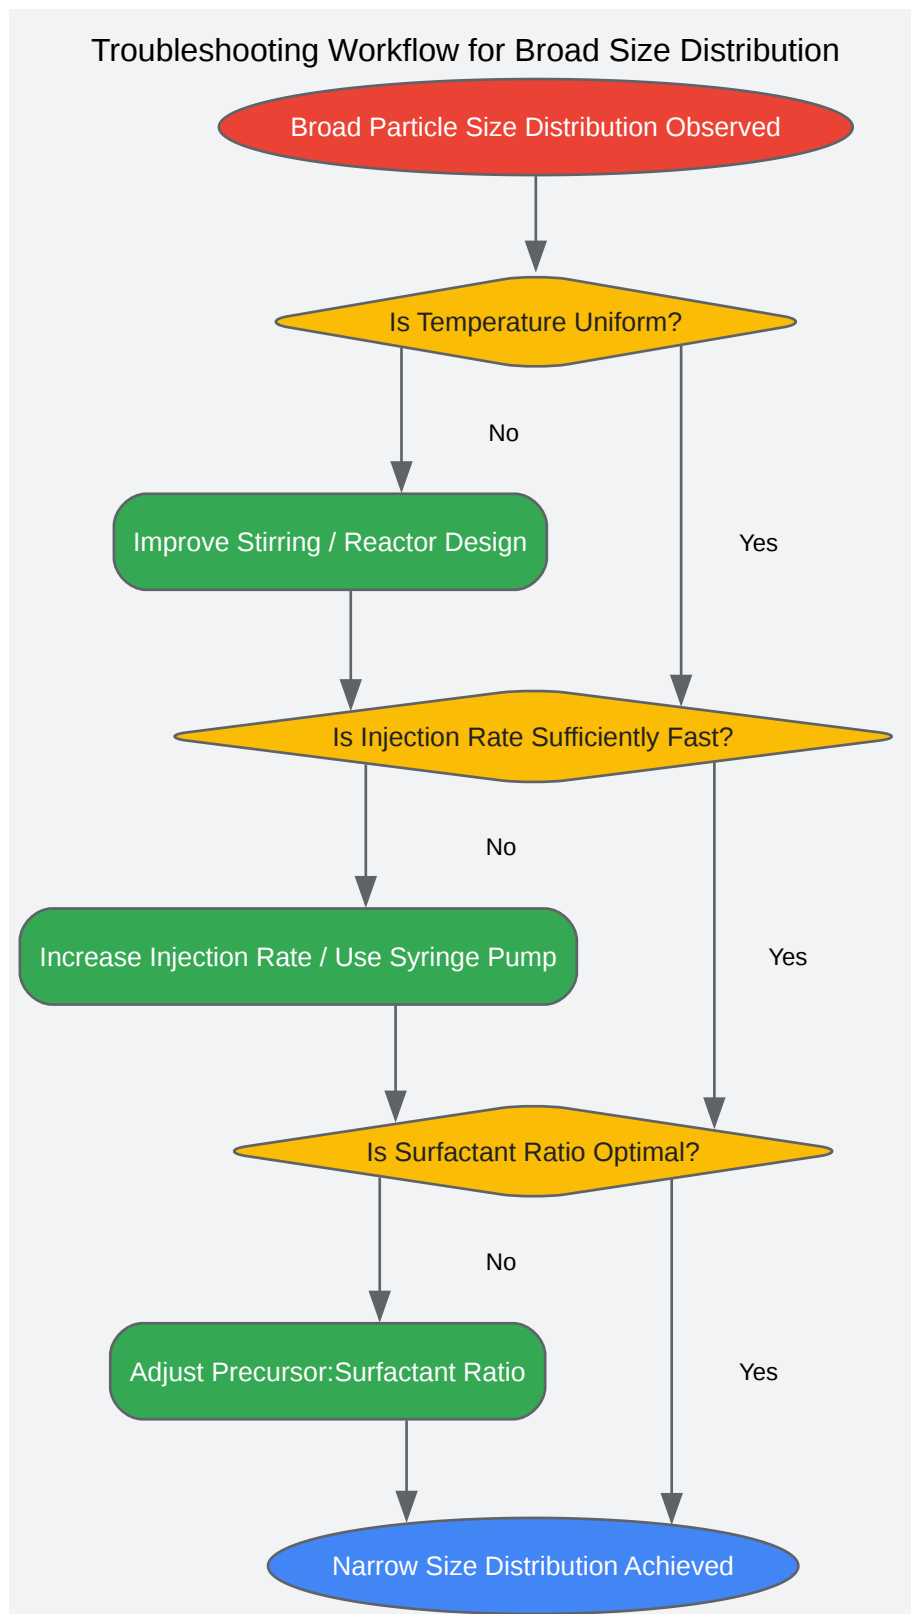 Troubleshooting Workflow for Broad Size Distribution
Broad Particle Size Distribution Observed
Is Temperature Uniform?
No
Improve Stirring / Reactor Design
Yes
Is Injection Rate Sufficiently Fast?
No
Increase Injection Rate / Use Syringe Pump
Yes
Is Surfactant Ratio Optimal?
No
Adjust Precursor:Surfactant Ratio
Yes
Narrow Size Distribution Achieved